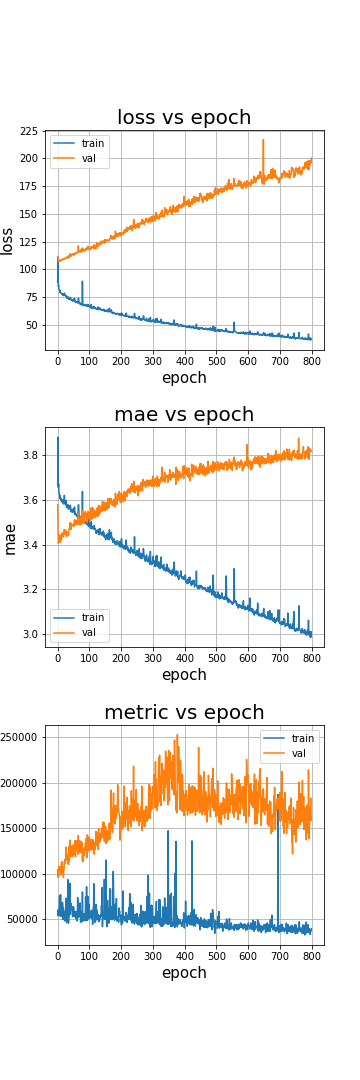 loss vs epoch
225
200
175
150
125
100
75
50
loss
train
val
0 100 200 300 400 500 600 700 800
epoch
mae vs epoch
3.8
3.6
3.4
3.2
3.0
mae
train
val
0 100 200 300 400 500 600 700 800
epoch
metric vs epoch
250000
200000
150000
100000
50000
train
val
0 100 200 300 400 500 600 700 800
epoch